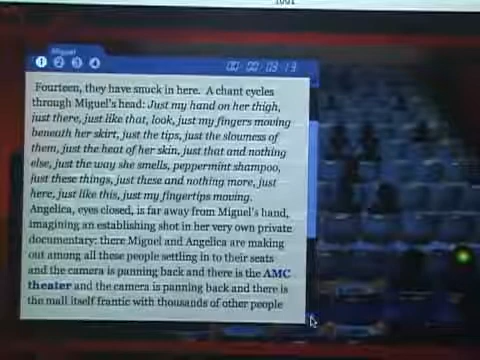 1001
Miguel
1 2 3 4
00 00 03 13
Fourteen, they have snuck in here. A chant cycles
through Miguel's head: Just my hand on her thigh,
just there, just like that, look, just my fingers moving
beneath her skirt, just the tips, just the slowness of
them, just the heat of her skin, just that and nothing
else, just the way she smells, peppermint shampoo,
just these things, just these and nothing more, just
here, just like this, just my fingertips moving.
Angelica, eyes closed, is far away from Miguel's hand,
imagining an establishing shot in her very own private
documentary: there Miguel and Angelica are making
out among all these people settling in to their seats
and the camera is panning back and there is the AMC
theater and the camera is panning back and there is
the mall itself frantic with thousands of other people